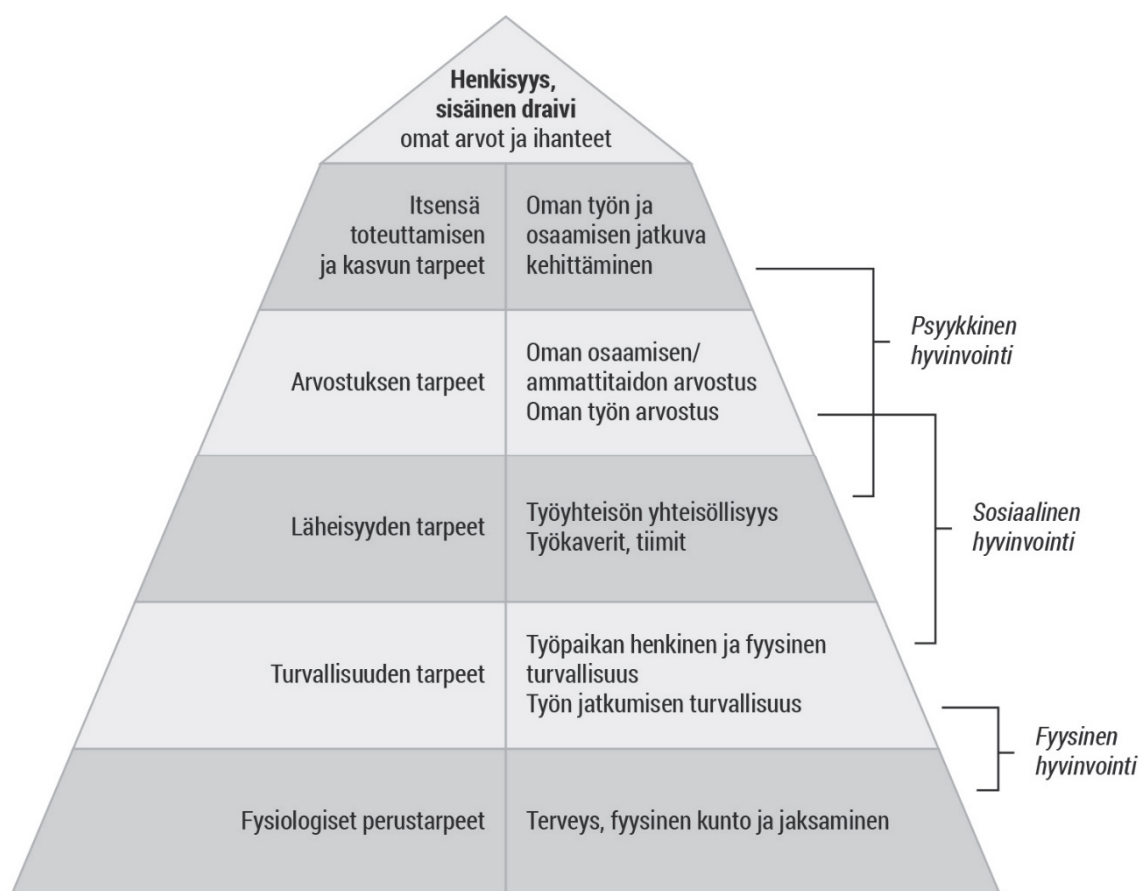 Henkisyys,
sisäinen draivi
omat arvot ja ihanteet
Itsensä
toteuttamisen
ja kasvun tarpeet
Oman työn ja
osaamisen jatkuva
kehittäminen
Psyykkinen
hyvinvointi
Arvostuksen tarpeet
Oman osaamisen/
ammattitaidon arvostus
Oman työn arvostus
Läheisyyden tarpeet
Työyhteisön yhteisöllisyys
Työkaverit, tiimit
Sosiaalinen
hyvinvointi
Turvallisuuden tarpeet
Työpaikan henkinen ja fyysinen
turvallisuus
Työn jatkumisen turvallisuus
Fyysinen
hyvinvointi
Fysiologiset perustarpeet
Terveys, fyysinen kunto ja jaksaminen